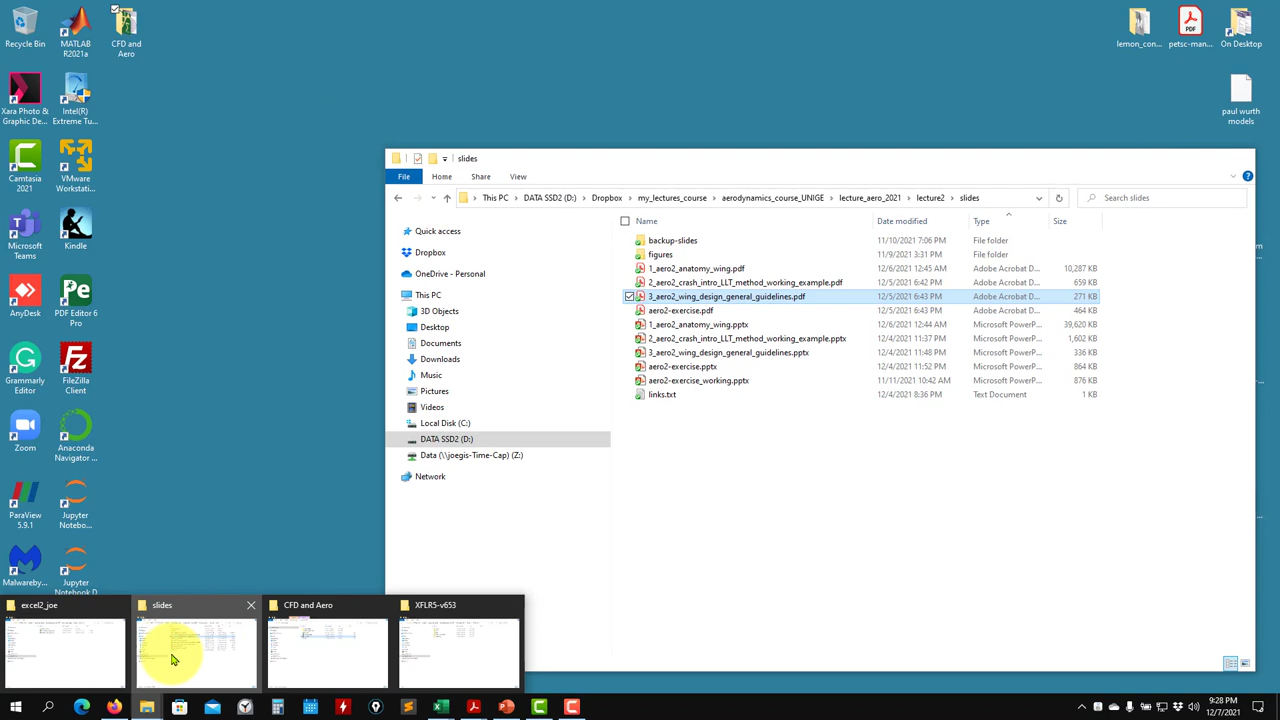 Recycle Bin
MATLAB R2021a
CFD and Aero
lemon_con...
petsc-man...
On Desktop
Xara Photo & Graphic De...
Intel(R) Extreme Tu...
paul wurth models
Camtasia 2021
VMware Workstati...
Microsoft Teams
Kindle
AnyDesk
PDF Editor 6 Pro
Grammarly Editor
FileZilla Client
Zoom
Anaconda Navigator ...
ParaView 5.9.1
Jupyter Notebo...
Malwareby...
Jupyter Notebook D
slides
File Home Share View
This PC > DATA SSD2 (D:) > Dropbox > my_lectures_course > aerodynamics_course_UNIGE > lecture_aero_2021 > lecture2 > slides
Search slides
Name Date modified Type Size
Quick access
Dropbox
OneDrive - Personal
This PC
3D Objects
Desktop
Documents
Downloads
Music
Pictures
Videos
Local Disk (C:)
DATA SSD2 (D:)
Data (\\joegis-Time-Cap) (Z:)
Network
backup-slides 11/10/2021 7:06 PM File folder
figures 11/9/2021 3:31 PM File folder
1_aero2_anatomy_wing.pdf 12/6/2021 12:45 AM Adobe Acrobat D... 10,287 KB
2_aero2_crash_intro_LLT_method_working_example.pdf 12/5/2021 6:42 PM Adobe Acrobat D... 659 KB
3_aero2_wing_design_general_guidelines.pdf 12/5/2021 6:43 PM Adobe Acrobat D... 271 KB
aero2-exercise.pdf 12/5/2021 6:43 PM Adobe Acrobat D... 464 KB
1_aero2_anatomy_wing.pptx 12/6/2021 12:44 AM Microsoft PowerP... 39,620 KB
2_aero2_crash_intro_LLT_method_working_example.pptx 12/4/2021 11:37 PM Microsoft PowerP... 1,602 KB
3_aero2_wing_design_general_guidelines.pptx 12/4/2021 11:48 PM Microsoft PowerP... 336 KB
aero2-exercise.pptx 12/4/2021 11:52 PM Microsoft PowerP... 864 KB
aero2-exercise_working.pptx 11/11/2021 10:42 AM Microsoft PowerP... 876 KB
links.txt 12/4/2021 8:36 PM Text Document 1 KB
excel2_joe
slides
CFD and Aero
XFLR5-v653
9:28 PM
12/7/2021